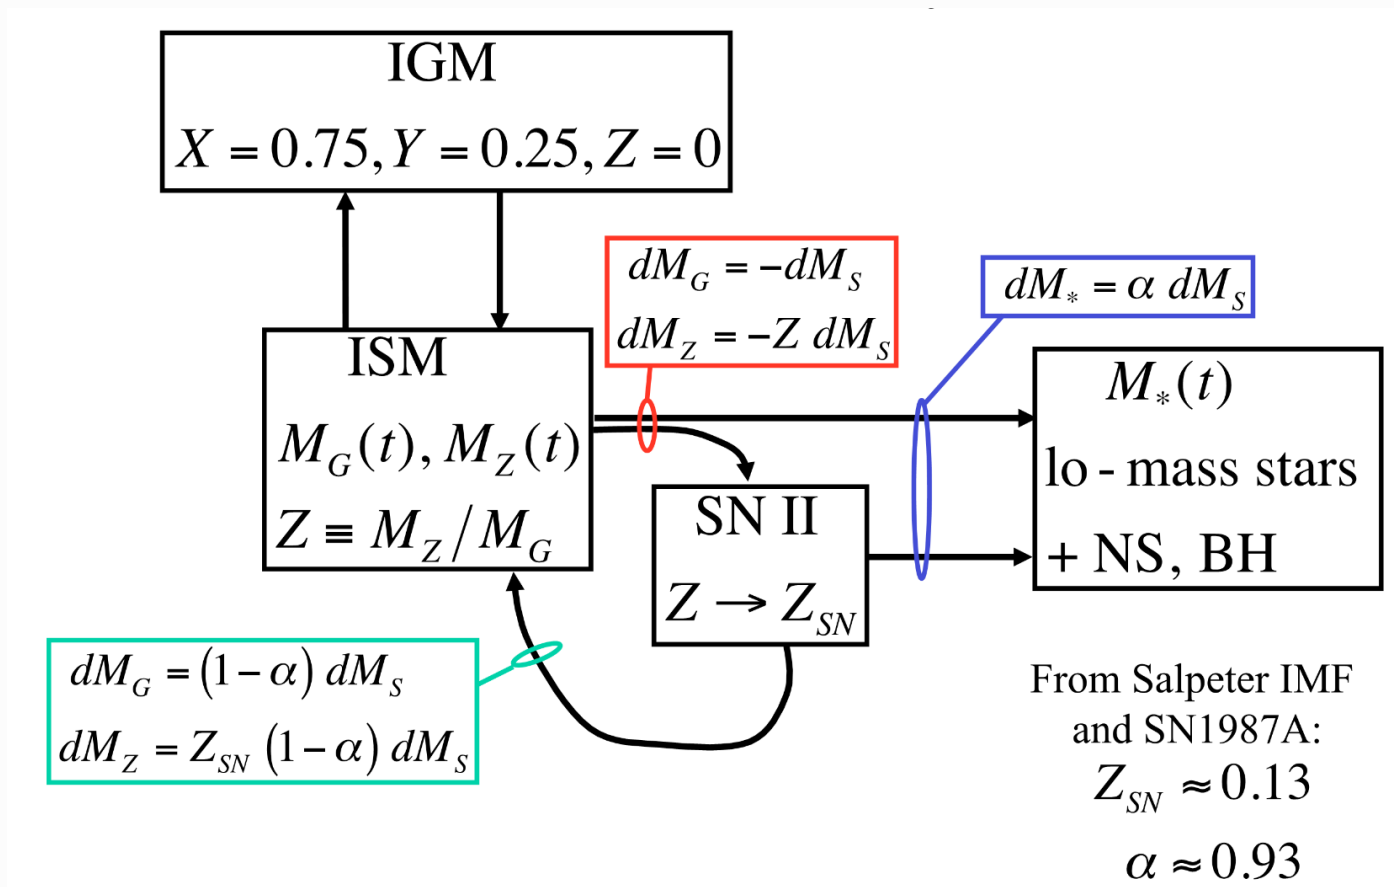 IGM
X = 0.75, Y = 0.25, Z = 0
dM_G = −dM_S
dM_Z = −Z dM_S
dM_* = α dM_S
ISM
M_G(t), M_Z(t)
Z ≡ M_Z/M_G
M_*(t)
lo - mass stars
+ NS, BH
SN II
Z → Z_SN
dM_G = (1−α) dM_S
dM_Z = Z_SN (1−α) dM_S
From Salpeter IMF
and SN1987A:
Z_SN ≈ 0.13
α ≈ 0.93